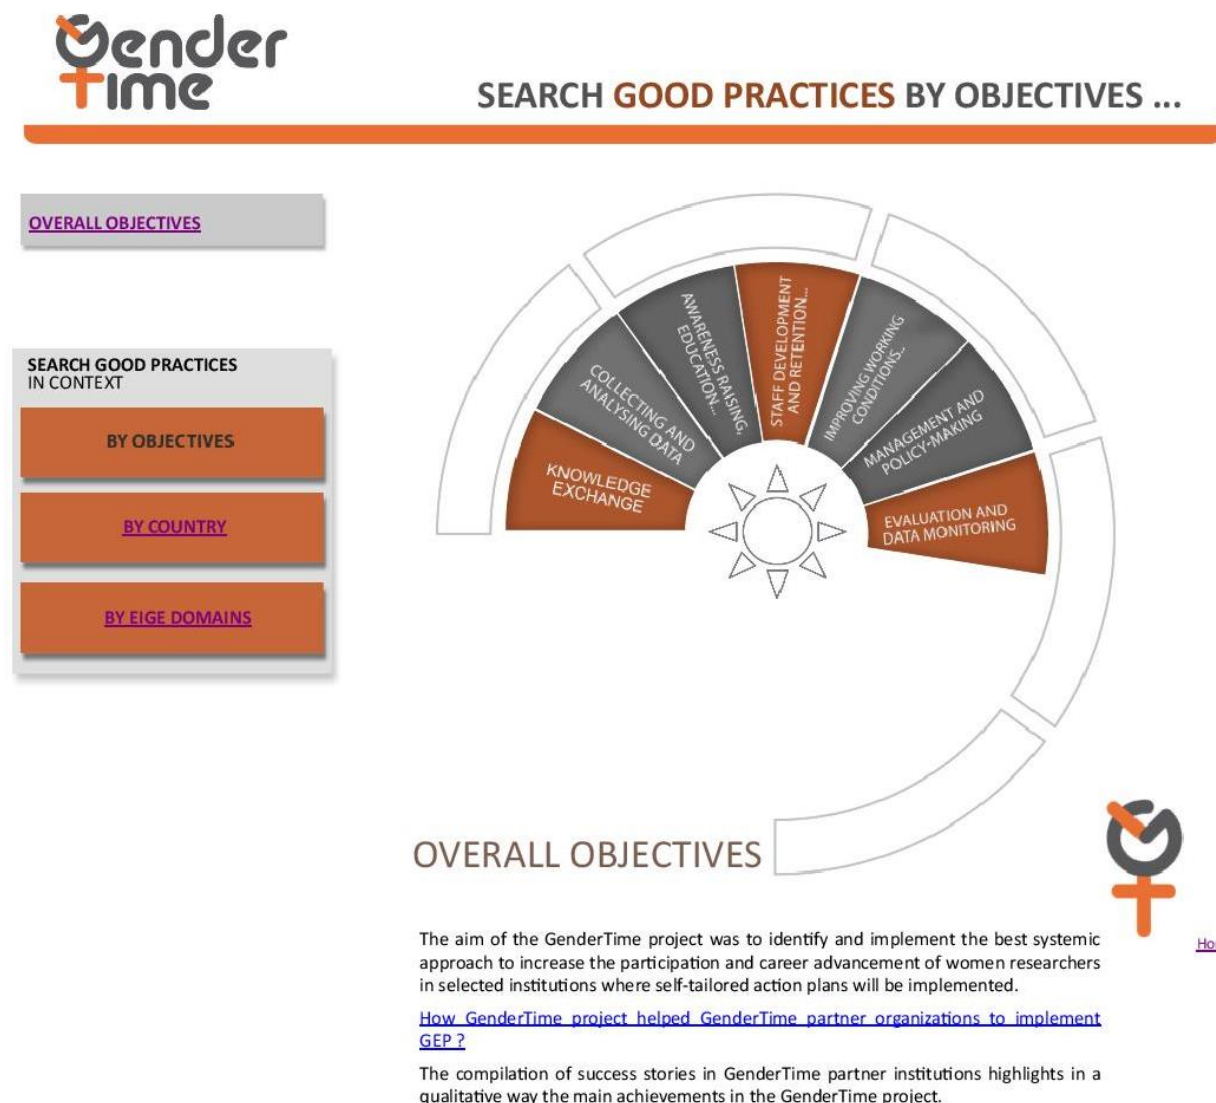 Gender
Time
SEARCH GOOD PRACTICES BY OBJECTIVES ...
OVERALL OBJECTIVES
SEARCH GOOD PRACTICES
IN CONTEXT
BY OBJECTIVES
BY COUNTRY
BY EIGE DOMAINS
KNOWLEDGE
EXCHANGE
COLLECTING AND
ANALYSING DATA
AWARENESS RAISING,
EDUCATION...
STAFF DEVELOPMENT
AND RETENTION...
IMPROVING WORKING
CONDITIONS..
MANAGEMENT AND
POLICY-MAKING
EVALUATION AND
DATA MONITORING
OVERALL OBJECTIVES
The aim of the GenderTime project was to identify and implement the best systemic
approach to increase the participation and career advancement of women researchers
in selected institutions where self-tailored action plans will be implemented.
How GenderTime project helped GenderTime partner organizations to implement
GEP ?
The compilation of success stories in GenderTime partner institutions highlights in a
qualitative way the main achievements in the GenderTime project.